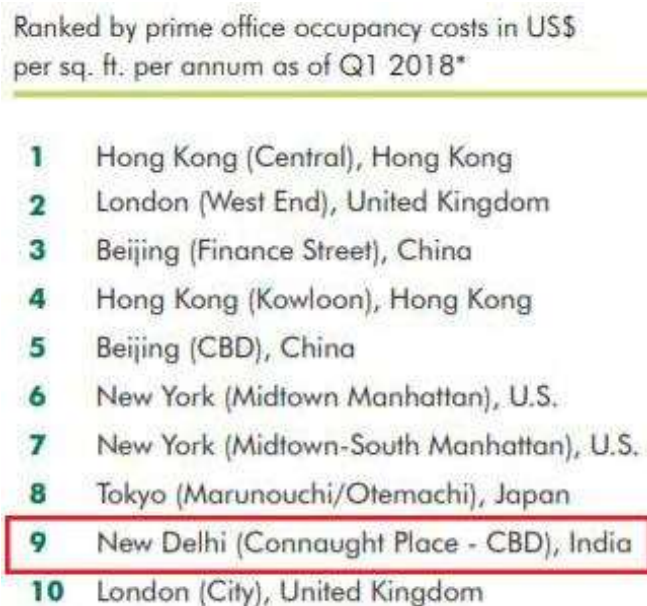 Ranked by prime office occupancy costs in US$
per sq. ft. per annum as of Q1 2018*
1 Hong Kong (Central), Hong Kong
2 London (West End), United Kingdom
3 Beijing (Finance Street), China
4 Hong Kong (Kowloon), Hong Kong
5 Beijing (CBD), China
6 New York (Midtown Manhattan), U.S.
7 New York (Midtown-South Manhattan), U.S.
8 Tokyo (Marunouchi/Otemachi), Japan
9 New Delhi (Connaught Place - CBD), India
10 London (City), United Kingdom